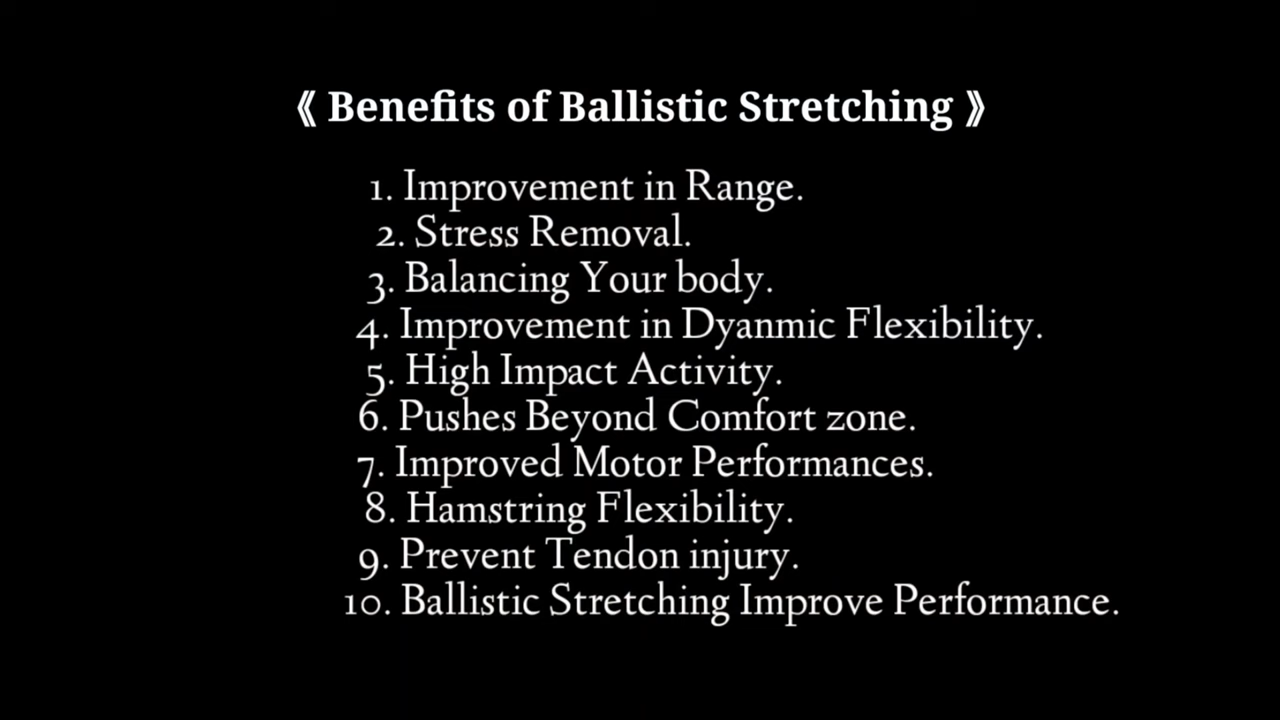 ⟪ Benefits of Ballistic Stretching ⟫
1. Improvement in Range.
2. Stress Removal.
3. Balancing Your body.
4. Improvement in Dyanmic Flexibility.
5. High Impact Activity.
6. Pushes Beyond Comfort zone.
7. Improved Motor Performances.
8. Hamstring Flexibility.
9. Prevent Tendon injury.
10. Ballistic Stretching Improve Performance.